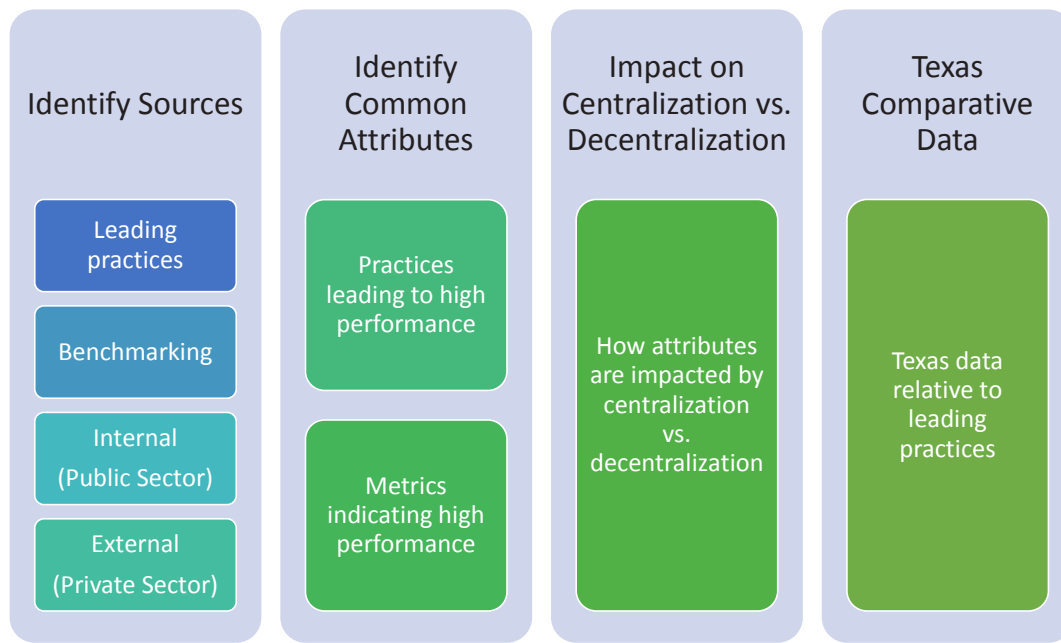 Identify Sources
Leading
practices
Benchmarking
Internal
(Public Sector)
External
(Private Sector)
Identify
Common
Attributes
Practices
leading to high
performance
Metrics
indicating high
performance
Impact on
Centralization vs.
Decentralization
How attributes
are impacted by
centralization
vs.
decentralization
Texas
Comparative
Data
Texas data
relative to
leading
practices